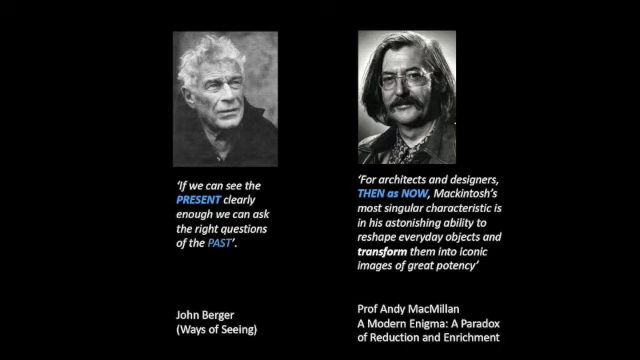 ‘If we can see the
PRESENT clearly
enough we can ask
the right questions
of the PAST’.
John Berger
(Ways of Seeing)
‘For architects and designers,
THEN as NOW, Mackintosh’s
most singular characteristic is
in his astonishing ability to
reshape everyday objects and
transform them into iconic
images of great potency’
Prof Andy MacMillan
A Modern Enigma: A Paradox
of Reduction and Enrichment